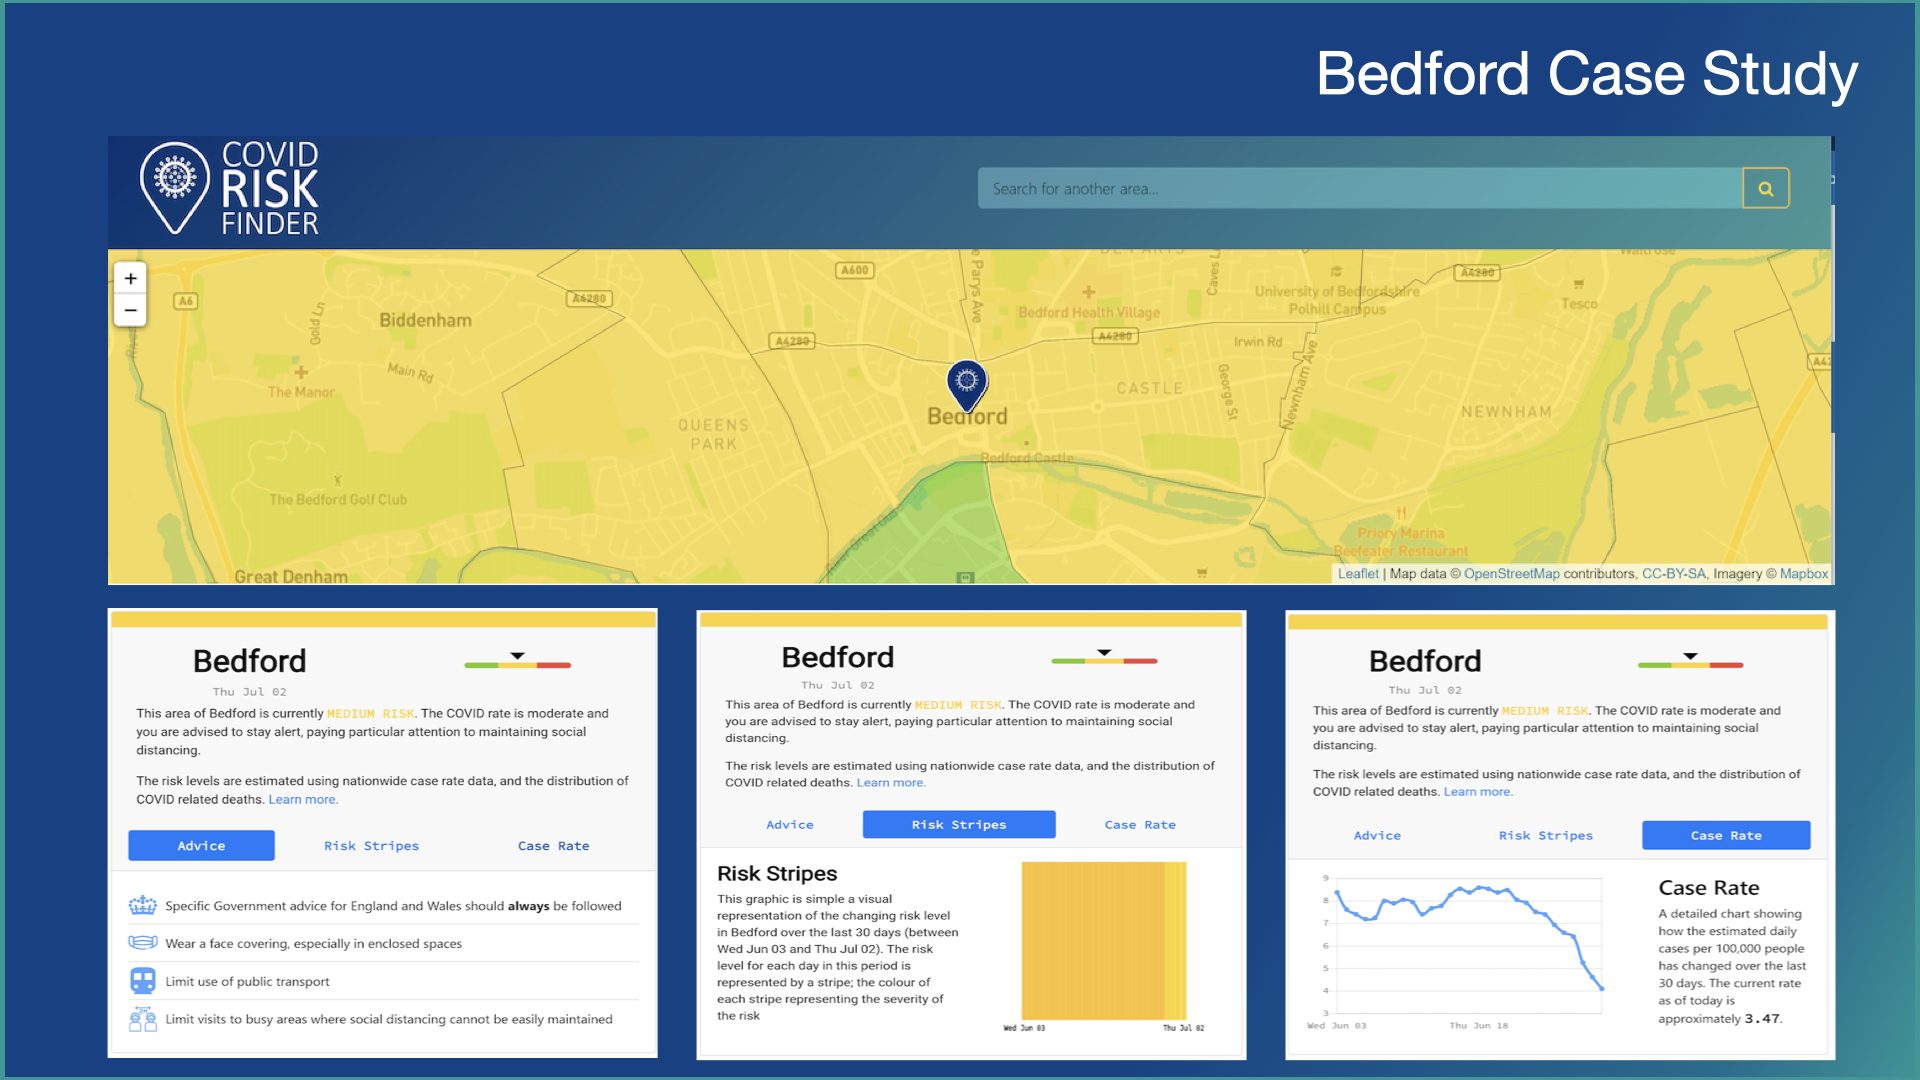 Bedford Case Study
COVID
RISK
FINDER
Search for another area...
+
−
A6
A600
A6280
A4280
A4280
A4280
Biddenham
Gold Ln
Main Rd
The Manor
The Bedford Golf Club
Great Denham
QUEENS
PARK
Bedford Health Village
University of Bedfordshire
Polhill Campus
Irwin Rd
George St
Newnham Ave
CASTLE
Bedford
Bedford Castle
NEWNHAM
Tesco
Waitrose
Priory Marina
Beefeater Restaurant
Leaflet | Map data © OpenStreetMap contributors, CC-BY-SA, Imagery © Mapbox
Bedford
Thu Jul 02
This area of Bedford is currently MEDIUM RISK. The COVID rate is moderate and
you are advised to stay alert, paying particular attention to maintaining social
distancing.
The risk levels are estimated using nationwide case rate data, and the distribution of
COVID related deaths. Learn more.
Advice Risk Stripes Case Rate
Specific Government advice for England and Wales should always be followed
Wear a face covering, especially in enclosed spaces
Limit use of public transport
Limit visits to busy areas where social distancing cannot be easily maintained
Bedford
Thu Jul 02
This area of Bedford is currently MEDIUM RISK. The COVID rate is moderate and
you are advised to stay alert, paying particular attention to maintaining social
distancing.
The risk levels are estimated using nationwide case rate data, and the distribution of
COVID related deaths. Learn more.
Advice Risk Stripes Case Rate
Risk Stripes
This graphic is simple a visual
representation of the changing risk level
in Bedford over the last 30 days (between
Wed Jun 03 and Thu Jul 02). The risk
level for each day in this period is
represented by a stripe; the colour of
each stripe representing the severity of
the risk
Wed Jun 03 Thu Jul 02
Bedford
Thu Jul 02
This area of Bedford is currently MEDIUM RISK. The COVID rate is moderate and
you are advised to stay alert, paying particular attention to maintaining social
distancing.
The risk levels are estimated using nationwide case rate data, and the distribution of
COVID related deaths. Learn more.
Advice Risk Stripes Case Rate
9
8
7
6
5
4
3
Wed Jun 03 Thu Jun 18
Case Rate
A detailed chart showing
how the estimated daily
cases per 100,000 people
has changed over the last
30 days. The current rate
as of today is
approximately 3.47.